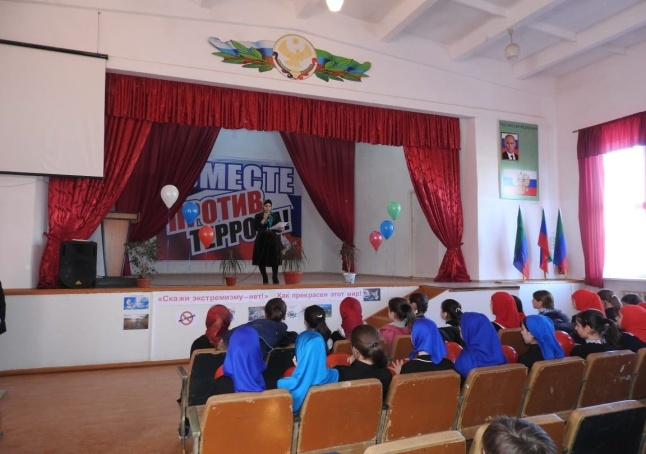 ВМЕСТЕ
ПРОТИВ
ТЕРРОРА!
«Скажи экстремизму –нет!» Как прекрасен этот мир!